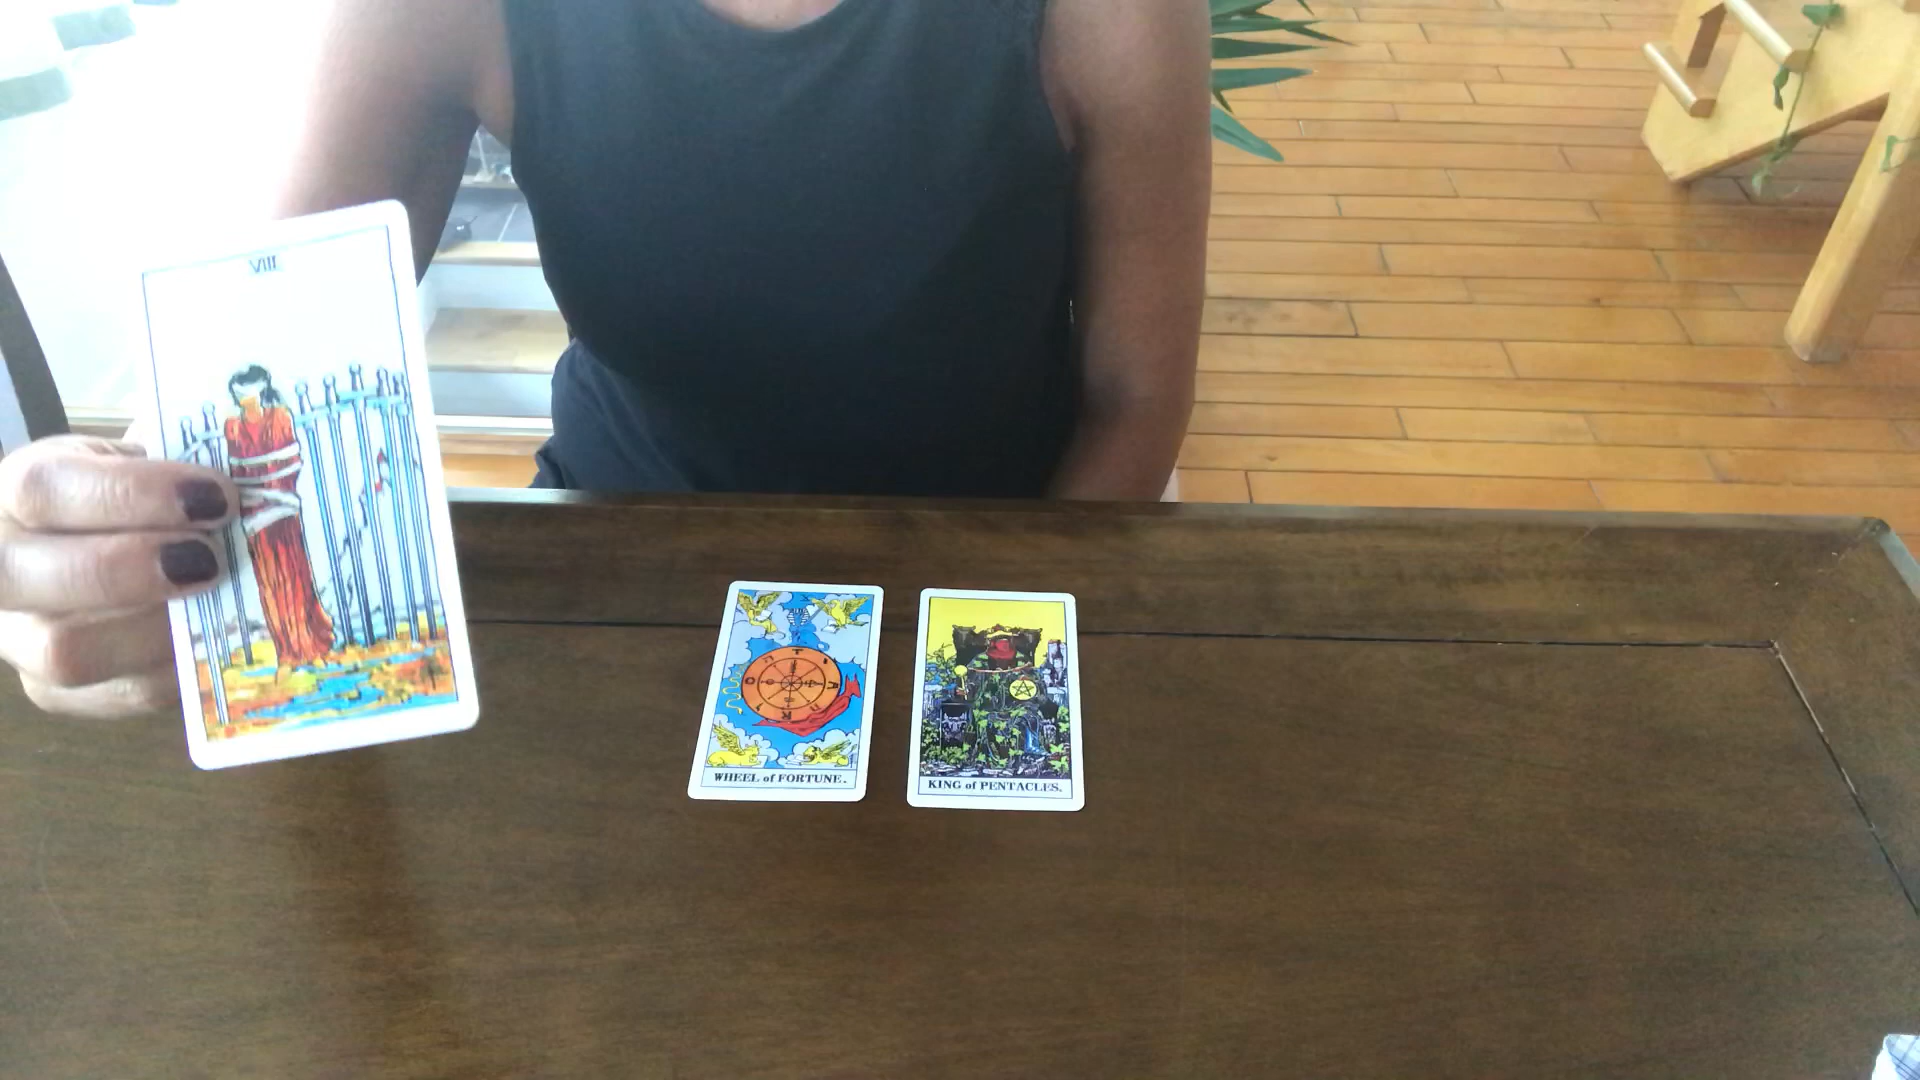 VIII
WHEEL of FORTUNE.
KING of PENTACLES.